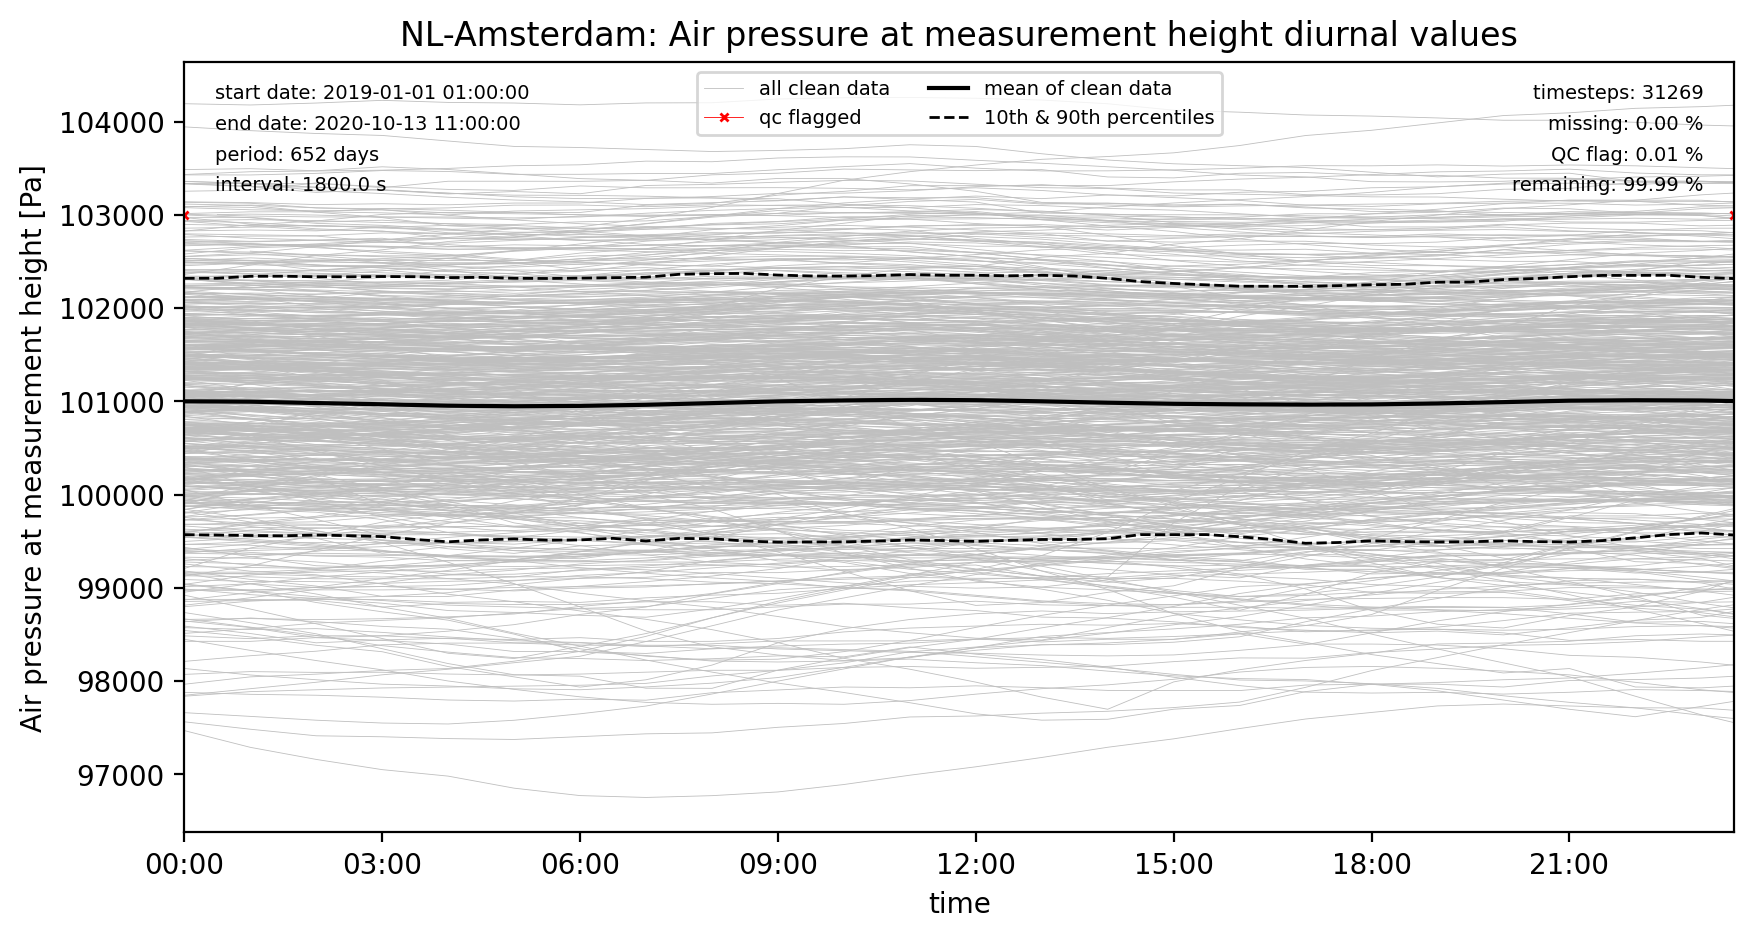 NL-Amsterdam: Air pressure at measurement height diurnal values
start date: 2019-01-01 01:00:00
end date: 2020-10-13 11:00:00
period: 652 days
interval: 1800.0 s
all clean data
qc flagged
mean of clean data
10th & 90th percentiles
timesteps: 31269
missing: 0.00 %
QC flag: 0.01 %
remaining: 99.99 %
Air pressure at measurement height [Pa]
104000
103000
102000
101000
100000
99000
98000
97000
00:00 03:00 06:00 09:00 12:00 15:00 18:00 21:00
time